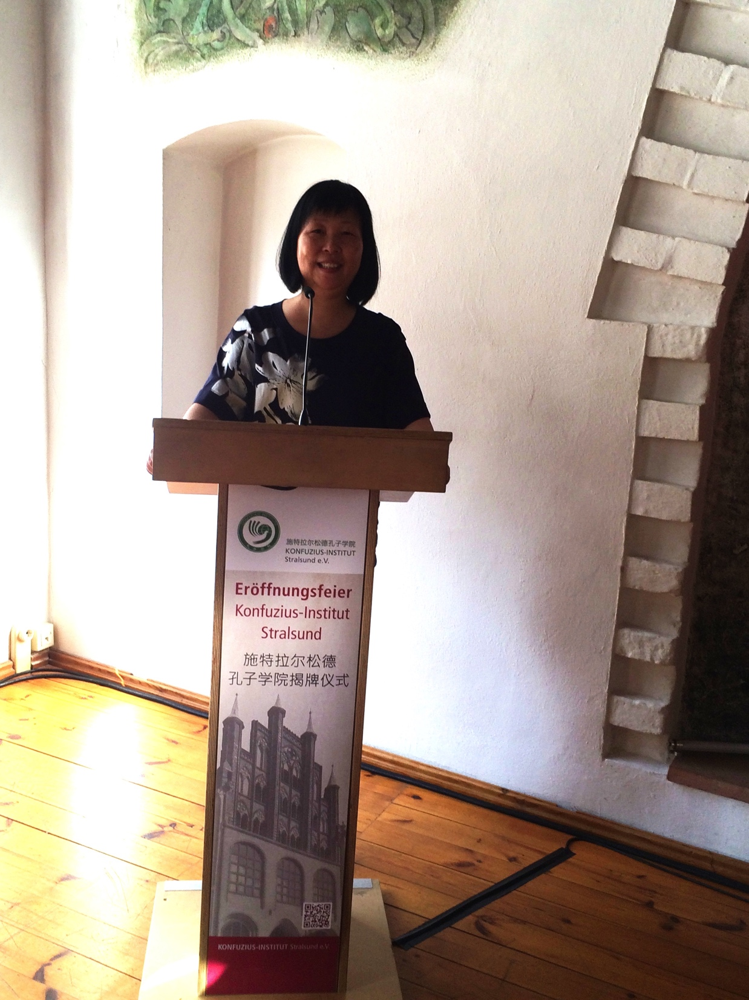 施特拉尔松德孔子学院
KONFUZIUS-INSTITUT
Stralsund e.V.
Eröffnungsfeier
Konfuzius-Institut
Stralsund
施特拉尔松德
孔子学院揭牌仪式
KONFUZIUS-INSTITUT Stralsund e.V.